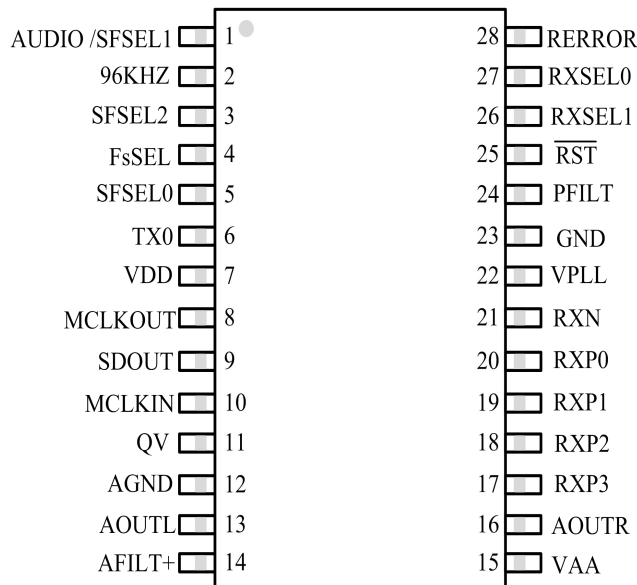 AUDIO /SFSEL1 1 28 RERROR
96KHZ 2 27 RXSEL0
SFSEL2 3 26 RXSEL1
FsSEL 4 25 RST
SFSEL0 5 24 PFILT
TX0 6 23 GND
VDD 7 22 VPLL
MCLKOUT 8 21 RXN
SDOUT 9 20 RXP0
MCLKIN 10 19 RXP1
QV 11 18 RXP2
AGND 12 17 RXP3
AOUTL 13 16 AOUTR
AFILT+ 14 15 VAA